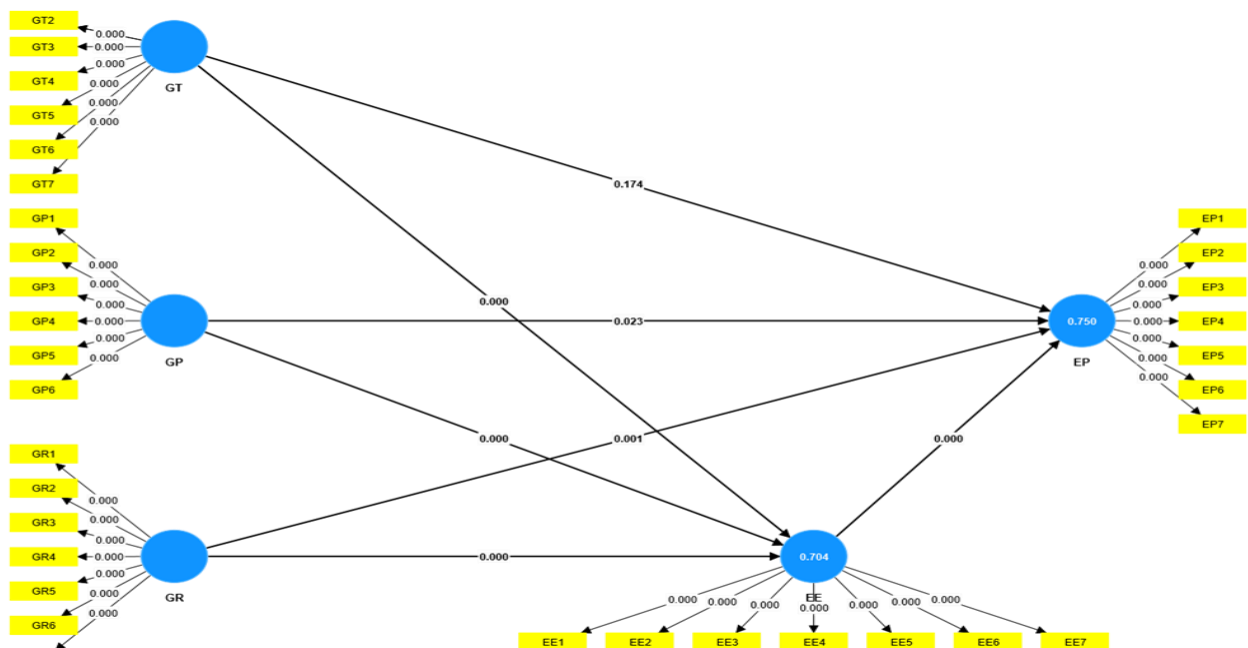 GT2
0.000
GT3
0.000
GT4
0.000
GT5
0.000
GT6
0.000
GT7
0.000
GT
0.174
0.000
GP1
0.000
GP2
0.000
GP3
0.000
GP4
0.000
GP5
0.000
GP6
0.000
GP
0.023
0.000
GR1
0.000
GR2
0.000
GR3
0.000
GR4
0.000
GR5
0.000
GR6
0.000
0.000
GR
0.001
0.000
0.000
0.750
EP
EP1
0.000
EP2
0.000
EP3
0.000
EP4
0.000
EP5
0.000
EP6
0.000
EP7
0.000
0.704
EE
0.000
0.000
0.000
0.000
0.000
0.000
0.000
EE1
EE2
EE3
EE4
EE5
EE6
EE7